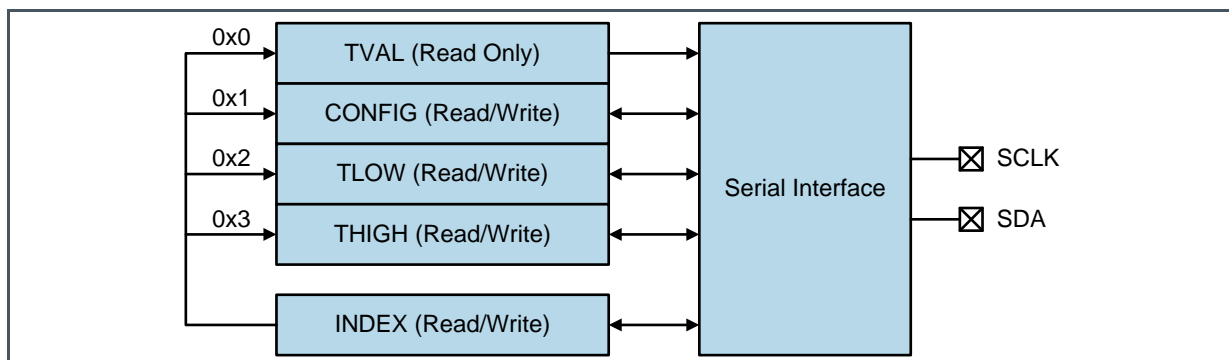 0x0
TVAL (Read Only)
0x1
CONFIG (Read/Write)
0x2
TLOW (Read/Write)
0x3
THIGH (Read/Write)
INDEX (Read/Write)
Serial Interface
SCLK
SDA